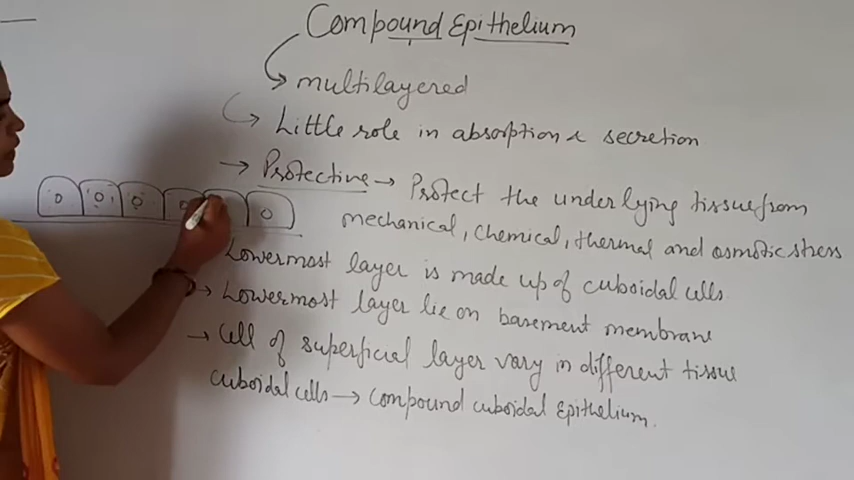 Compound Epithelium
multilayered
Little role in absorption & secretion
Protective → Protect the underlying tissue from
mechanical, chemical, thermal and osmotic stress
Lowermost layer is made up of cuboidal cells
→ Lowermost layer lie on basement membrane
→ Cell of superficial layer vary in different tissue
cuboidal cells → Compound cuboidal Epithelium.